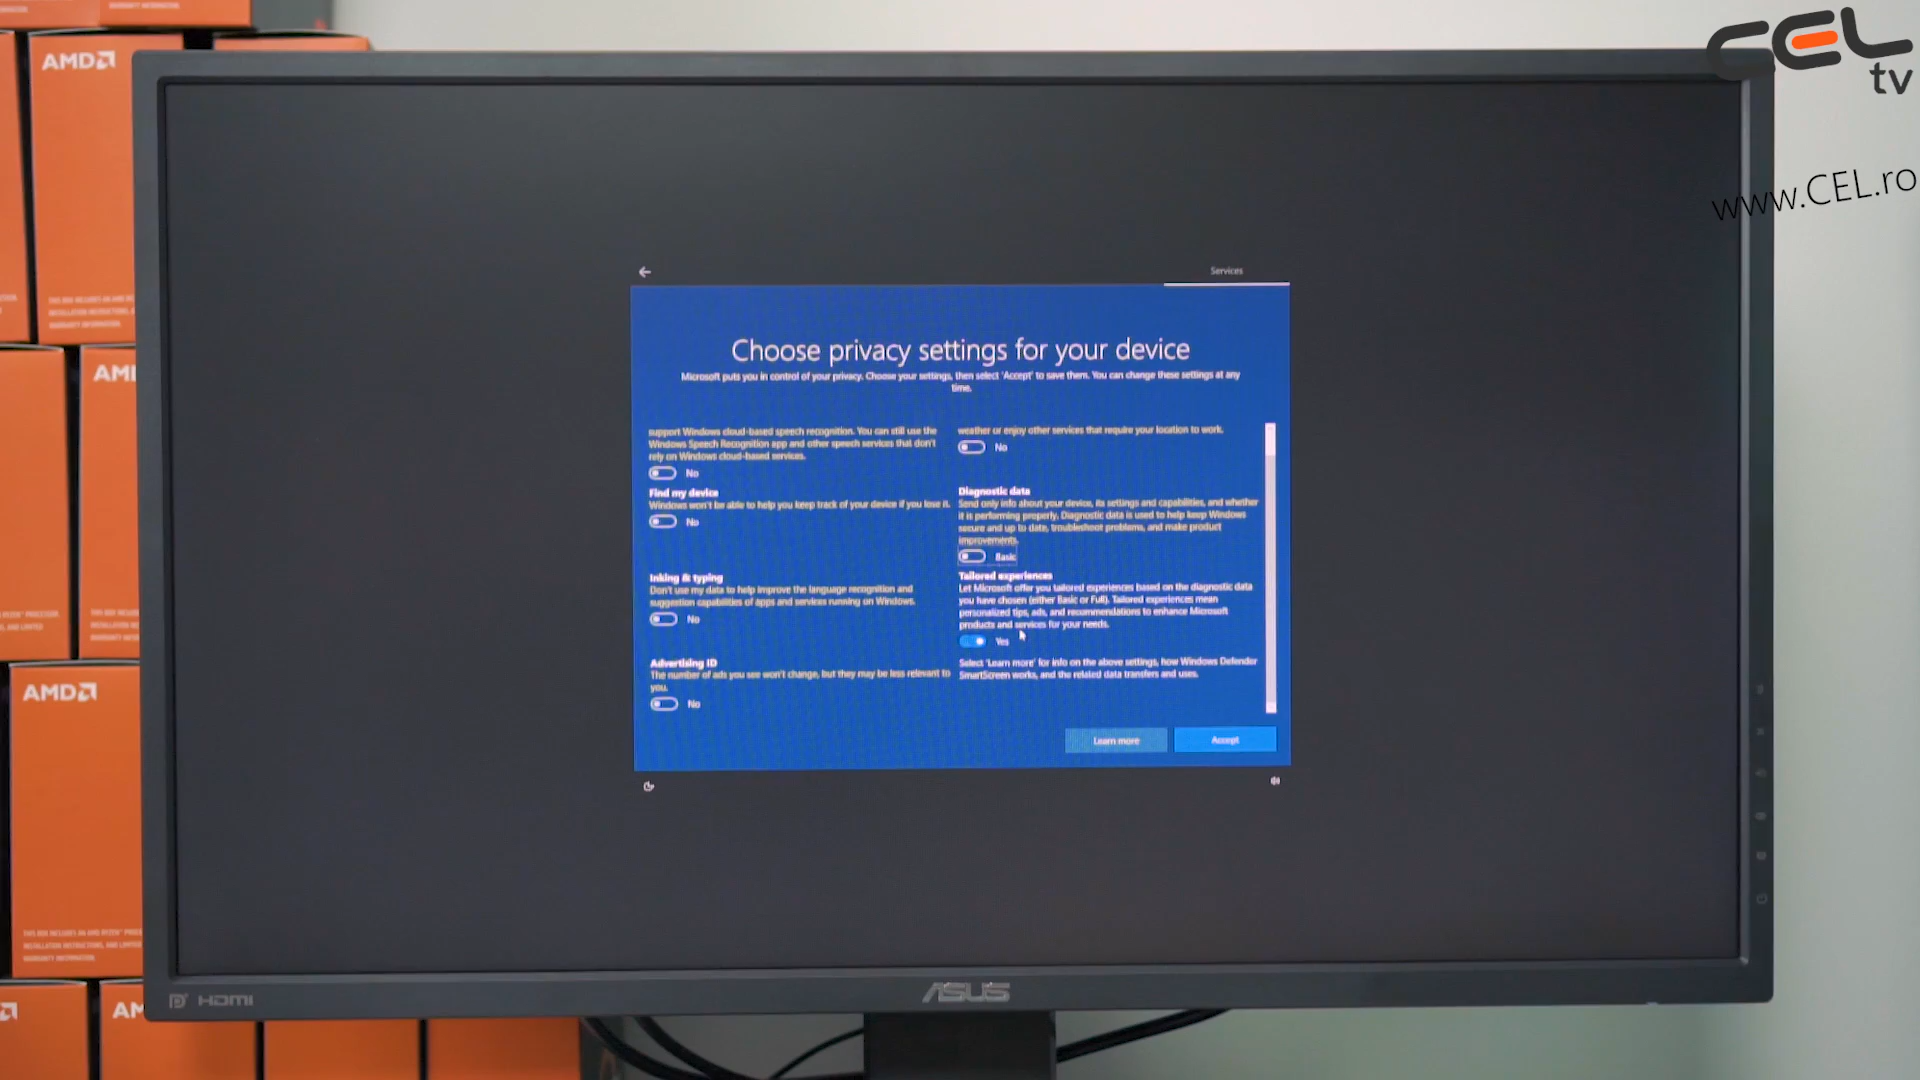 AMD
CEL
tv
www.CEL.ro
AMD
AMD
AM
HDMI
ASUS
Services
Choose privacy settings for your device
Microsoft puts you in control of your privacy. Choose your settings, then select 'Accept' to save them. You can change these settings at any
time.
support Windows cloud-based speech recognition. You can still use the
Windows Speech Recognition app and other speech services that don't
rely on Windows cloud-based services.
No
Find my device
Windows won't be able to help you keep track of your device if you lose it.
No
Inking & typing
Don't use my data to help improve the language recognition and
suggestion capabilities of apps and services running on Windows.
No
Advertising ID
The number of ads you see won't change, but they may be less relevant to
you.
No
weather or enjoy other services that require your location to work.
No
Diagnostic data
Send only info about your device, its settings and capabilities, and whether
it is performing properly. Diagnostic data is used to help keep Windows
secure and up to date, troubleshoot problems, and make product
improvements.
Basic
Tailored experiences
Let Microsoft offer you tailored experiences based on the diagnostic data
you have chosen (either Basic or Full). Tailored experiences mean
personalized tips, ads, and recommendations to enhance Microsoft
products and services for your needs.
Yes
Select 'Learn more' for info on the above settings, how Windows Defender
SmartScreen works, and the related data transfers and uses.
Learn more
Accept